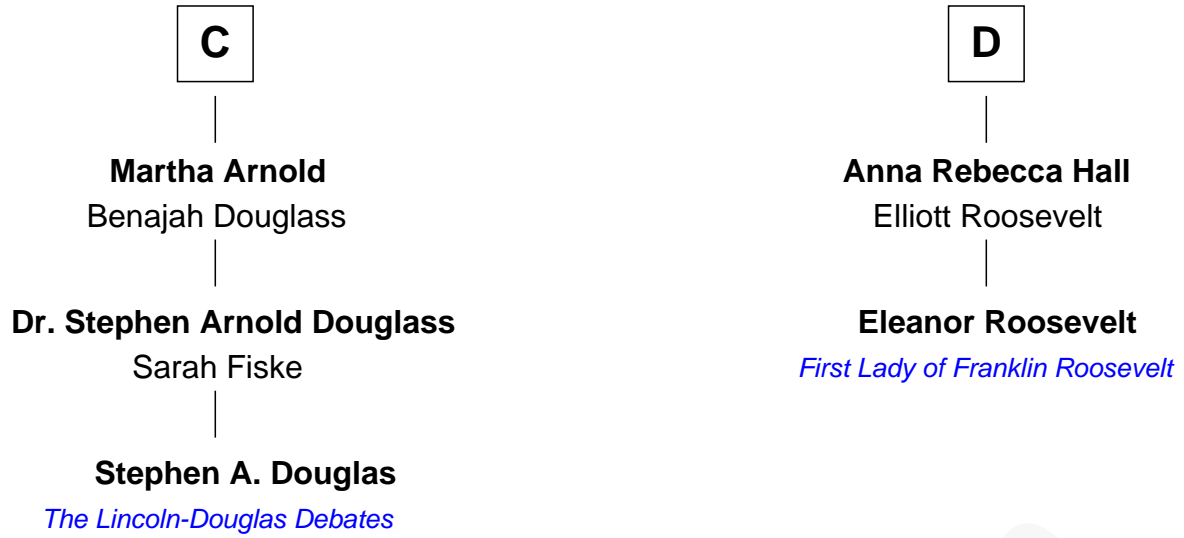 C
Martha Arnold
Benajah Douglass
Dr. Stephen Arnold Douglass
Sarah Fiske
Stephen A. Douglas
The Lincoln-Douglas Debates
D
Anna Rebecca Hall
Elliott Roosevelt
Eleanor Roosevelt
First Lady of Franklin Roosevelt